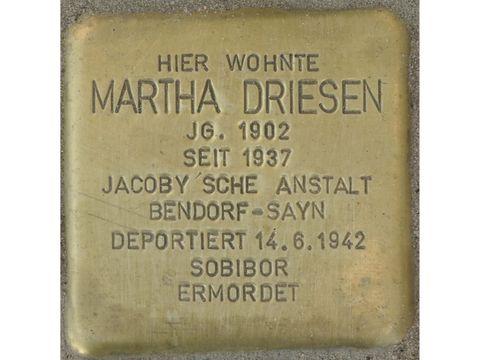 HIER WOHNTE
MARTHA DRIESEN
JG. 1902
SEIT 1937
JACOBY´SCHE ANSTALT
BENDORF-SAYN
DEPORTIERT 14.6.1942
SOBIBOR
ERMORDET